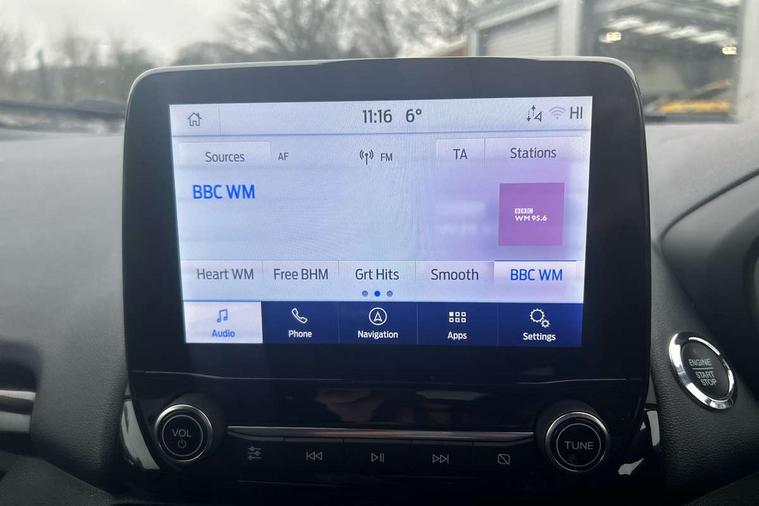 11:16 6° HI
Sources AF FM TA Stations
BBC WM
BBC
WM 95.6
Heart WM Free BHM Grt Hits Smooth BBC WM
Audio Phone Navigation Apps Settings
ENGINE
START
STOP
VOL
TUNE